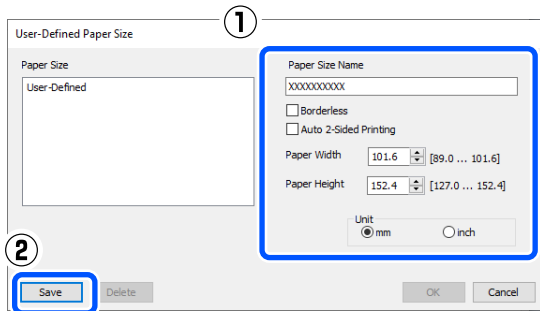 ①
User-Defined Paper Size
Paper Size
User-Defined
Paper Size Name
XXXXXXXXXX
Borderless
Auto 2-Sided Printing
Paper Width 101.6 [89.0 ... 101.6]
Paper Height 152.4 [127.0 ... 152.4]
Unit
mm inch
②
Save Delete OK Cancel